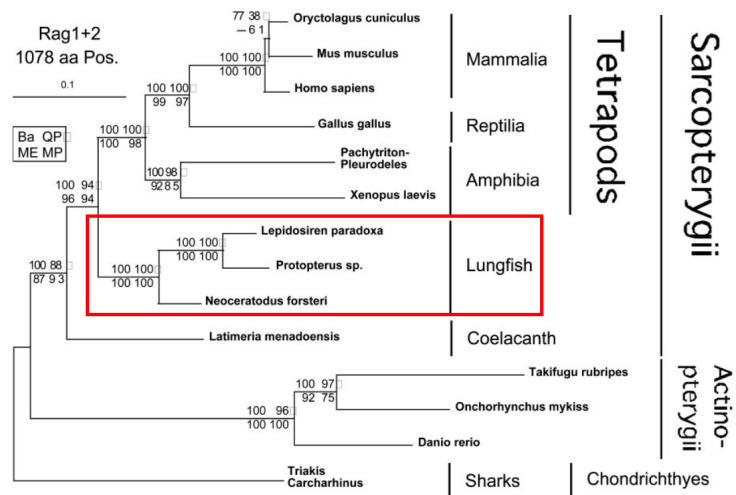 Rag1+2
1078 aa Pos.
0.1
Ba QP
ME MP
77 38
– 6 1
Oryctolagus cuniculus
Mus musculus
100 100
100 100
Homo sapiens
Mammalia
100 100
99 97
Gallus gallus
Reptilia
100 100
100 98
Pachytriton-
Pleurodeles
100 98
92 8 5
Xenopus laevis
Amphibia
Tetrapods
100 94
96 94
Lepidosiren paradoxa
100 100
100 100
Protopterus sp.
100 100
100 100
Neoceratodus forsteri
Lungfish
100 88
87 9 3
Latimeria menadoensis
Coelacanth
Sarcopterygii
Takifugu rubripes
100 97
92 75
Onchorhynchus mykiss
100 96
100 100
Danio rerio
Actino-
pterygii
Triakis
Carcharhinus
Sharks
Chondrichthyes